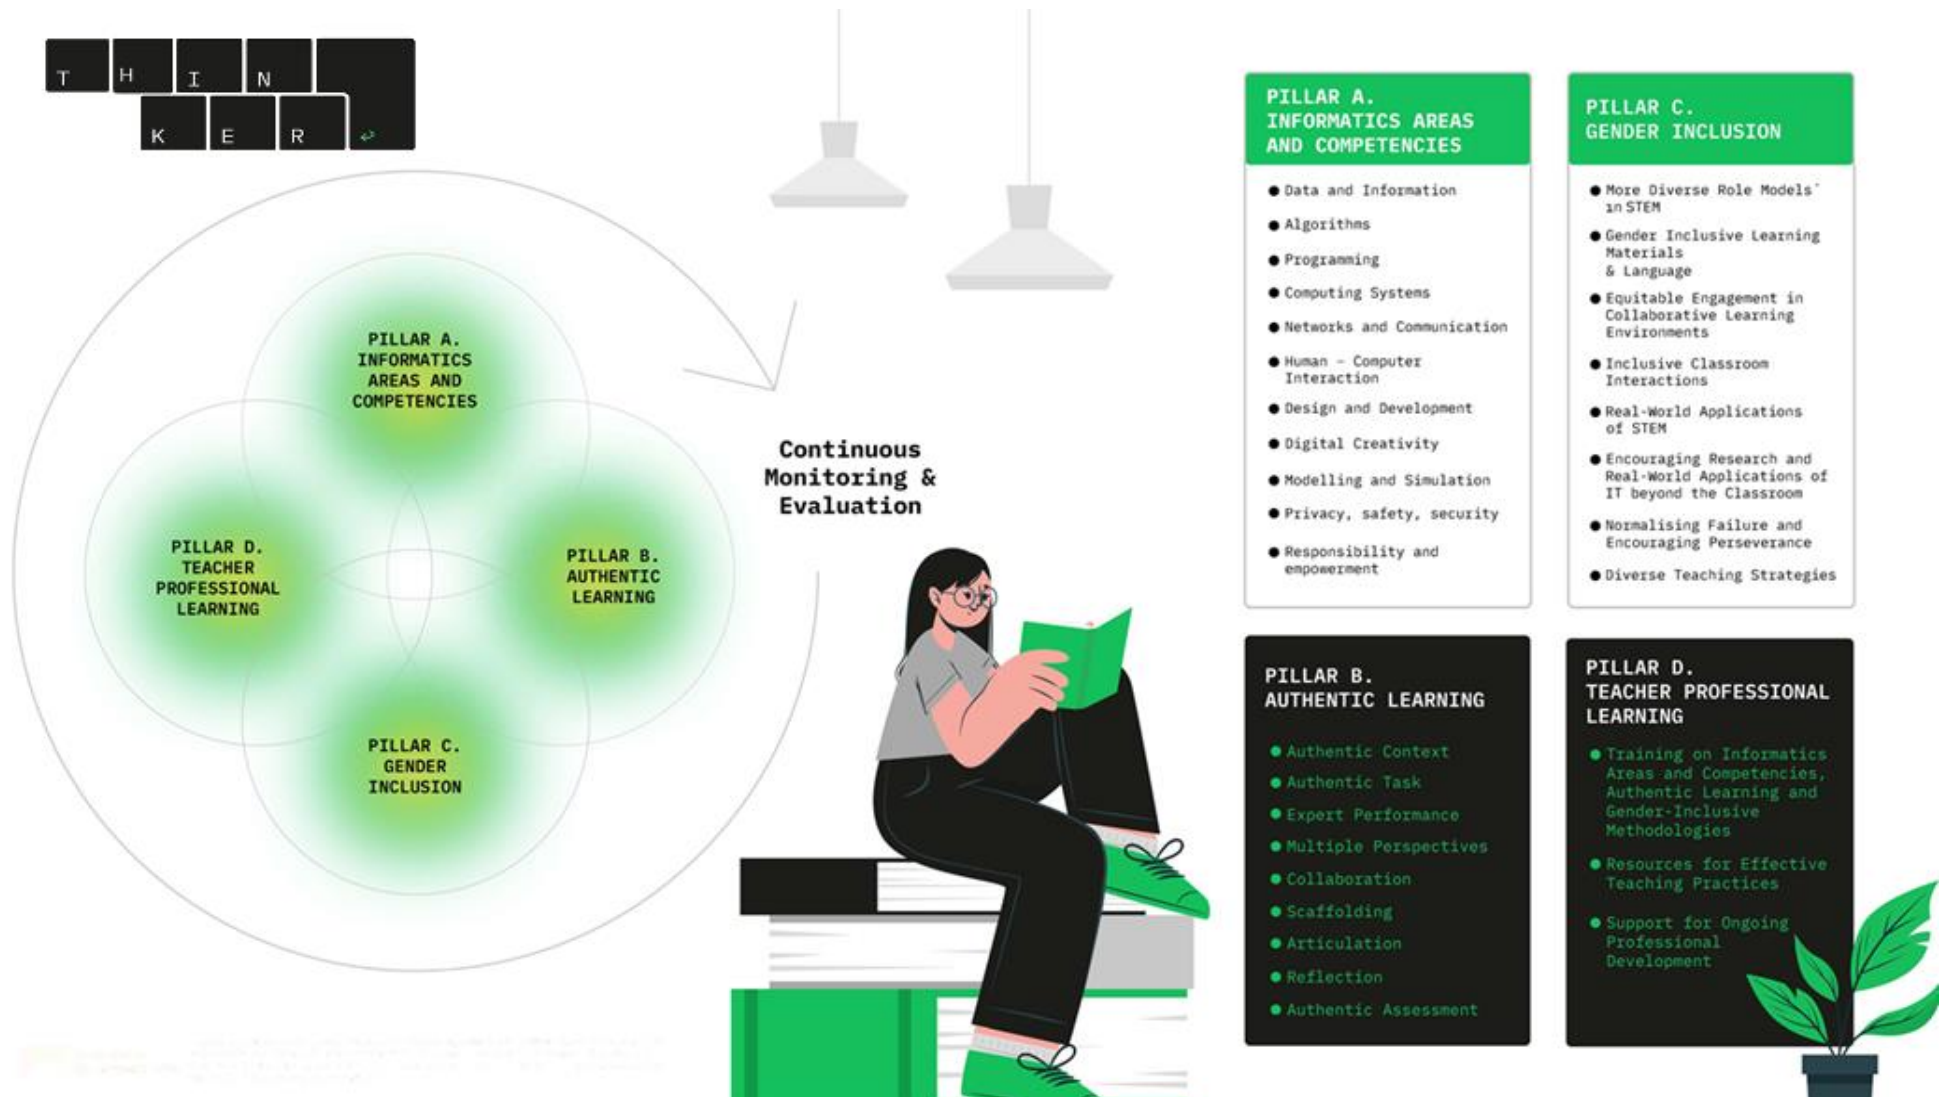 T H I N
K E R
PILLAR A.
INFORMATICS
AREAS AND
COMPETENCIES
PILLAR D.
TEACHER
PROFESSIONAL
LEARNING
PILLAR B.
AUTHENTIC
LEARNING
PILLAR C.
GENDER
INCLUSION
Continuous
Monitoring &
Evaluation
PILLAR A.
INFORMATICS AREAS
AND COMPETENCIES
Data and Information
Algorithms
Programming
Computing Systems
Networks and Communication
Human – Computer
Interaction
Design and Development
Digital Creativity
Modelling and Simulation
Privacy, safety, security
Responsibility and
empowerment
PILLAR C.
GENDER INCLUSION
More Diverse Role Models´
in STEM
Gender Inclusive Learning
Materials
& Language
Equitable Engagement in
Collaborative Learning
Environments
Inclusive Classroom
Interactions
Real-World Applications
of STEM
Encouraging Research and
Real-World Applications of
IT beyond the Classroom
Normalising Failure and
Encouraging Perseverance
Diverse Teaching Strategies
PILLAR B.
AUTHENTIC LEARNING
Authentic Context
Authentic Task
Expert Performance
Multiple Perspectives
Collaboration
Scaffolding
Articulation
Reflection
Authentic Assessment
PILLAR D.
TEACHER PROFESSIONAL
LEARNING
Training on Informatics
Areas and Competencies,
Authentic Learning and
Gender-Inclusive
Methodologies
Resources for Effective
Teaching Practices
Support for Ongoing
Professional
Development